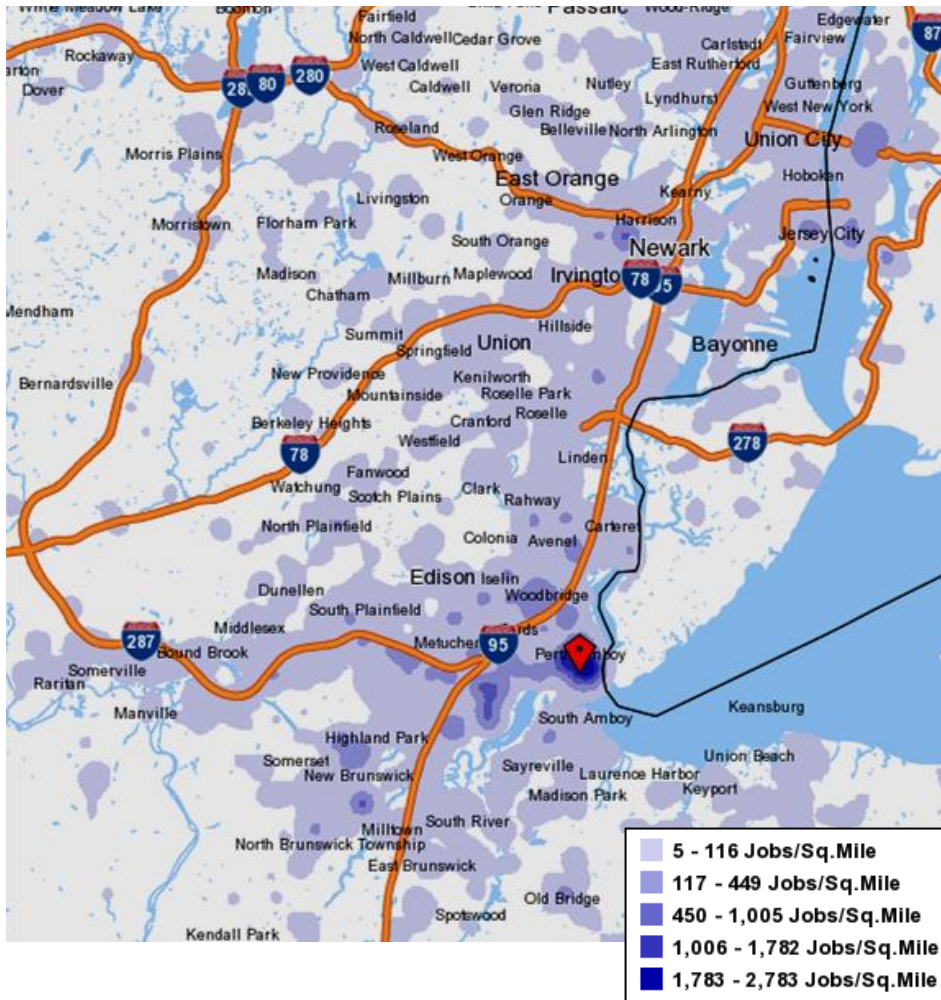 Passaic
Wood-Ridge
Edgewater
Fairfield
Fairview
87
North Caldwell
Cedar Grove
Carlstadt
Rockaway
West Caldwell
East Rutherford
280
80
Dover
Caldwell
Verona
Nutley
Guttenberg
Lyndhurst
West New York
Glen Ridge
Roseland
Belleville
North Arlington
Union City
Morris Plains
West Orange
Hoboken
East Orange
Livingston
Orange
Kearny
Morristown
Florham Park
Harrison
Jersey City
South Orange
Newark
Madison
Millburn
Maplewood
Irvingto
78
5
Chatham
Mendham
Hillside
Summit
Springfield
Union
Bayonne
New Providence
Kenilworth
Bernardsville
Mountainside
Roselle Park
Berkeley Heights
Cranford
Roselle
Westfield
278
78
Linden
Fanwood
Watchung
Scotch Plains
Clark
Rahway
North Plainfield
Carteret
Colonia
Avenel
Edison
Iselin
Dunellen
Woodbridge
South Plainfield
Middlesex
287
Metuchen
95
rds
Bound Brook
Perth Amboy
Somerville
Raritan
Manville
South Amboy
Keansburg
Highland Park
Somerset
Union Beach
New Brunswick
Sayreville
Laurence Harbor
Keyport
Madison Park
Milltown
South River
North Brunswick Township
East Brunswick
Old Bridge
Spotswood
Kendall Park
5 - 116 Jobs/Sq.Mile
117 - 449 Jobs/Sq.Mile
450 - 1,005 Jobs/Sq.Mile
1,006 - 1,782 Jobs/Sq.Mile
1,783 - 2,783 Jobs/Sq.Mile